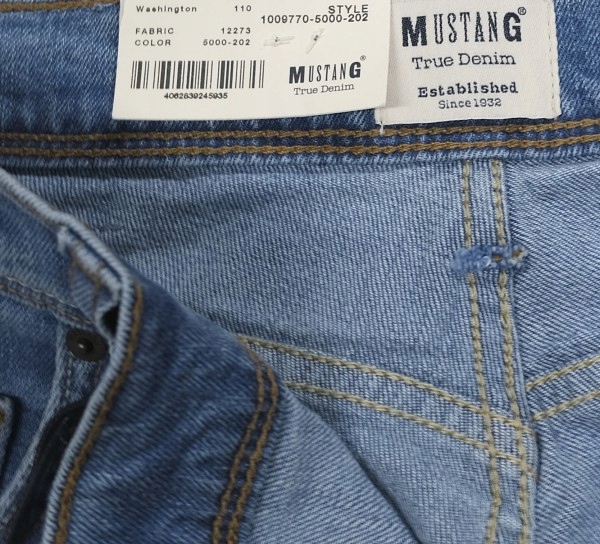 Washington 110
STYLE
1009770-5000-202
FABRIC 12273
COLOR 5000-202
4062839245935
MUSTANG®
True Denim
MUSTANG®
True Denim
Established
Since 1932